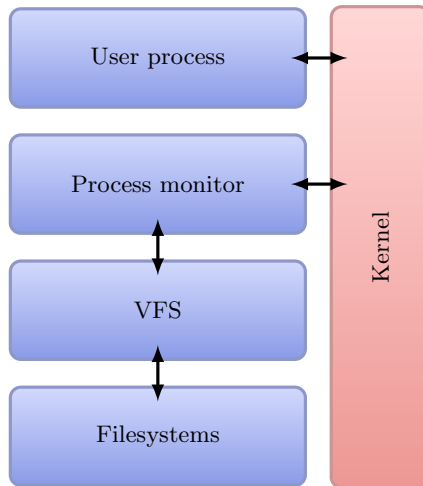 User process
Process monitor
VFS
Filesystems
Kernel